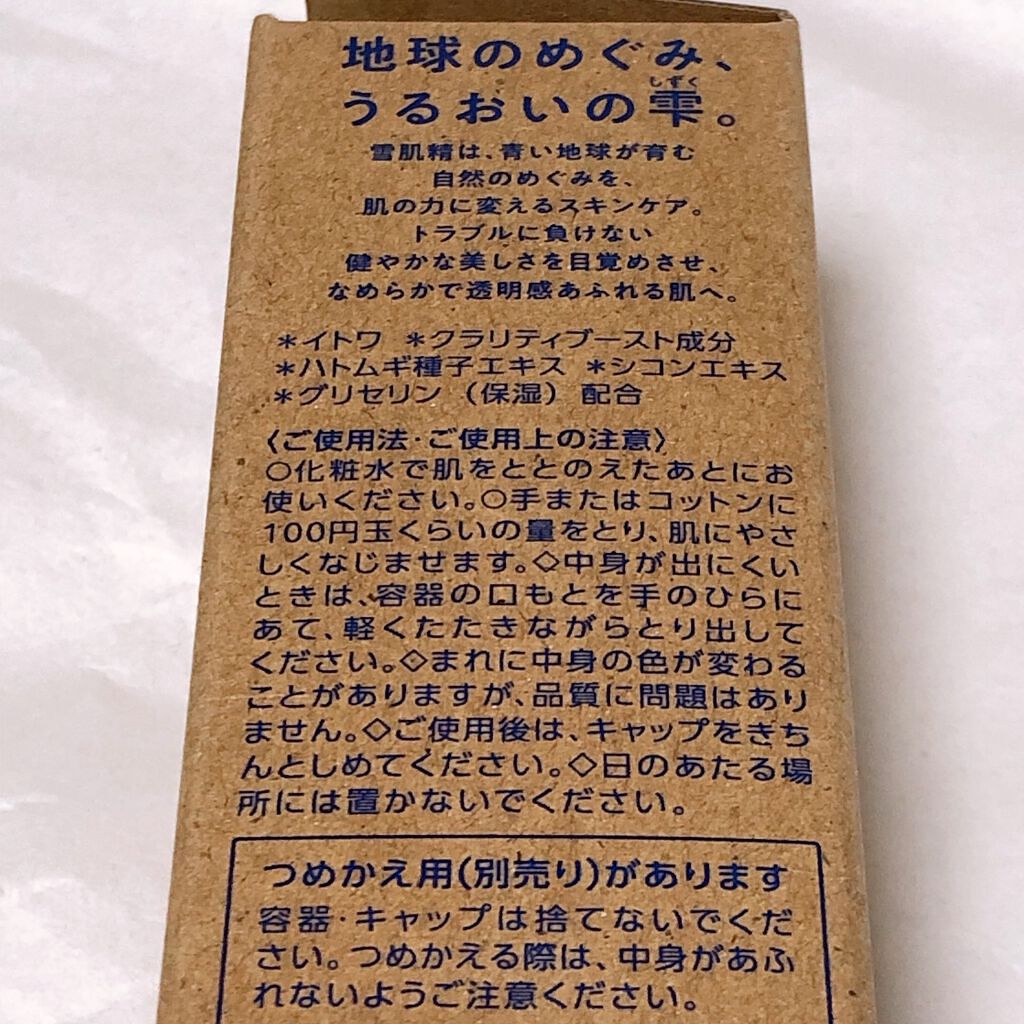 地球のめぐみ、
うるおいの雫。
しずく
雪肌精は、青い地球が育む
自然のめぐみを、
肌の力に変えるスキンケア。
トラブルに負けない
健やかな美しさを目覚めさせ、
なめらかで透明感あふれる肌へ。
＊イトワ ＊クラリティブースト成分
＊ハトムギ種子エキス ＊シコンエキス
＊グリセリン（保湿）配合
〈ご使用法・ご使用上の注意〉
○化粧水で肌をととのえたあとにお
使いください。○手またはコットンに
100円玉くらいの量をとり、肌にやさ
しくなじませます。◇中身が出にくい
ときは、容器の口もとを手のひらに
あて、軽くたたきながらとり出して
ください。◇まれに中身の色が変わる
ことがありますが、品質に問題はあり
ません。◇ご使用後は、キャップをきち
んとしめてください。◇日のあたる場
所には置かないでください。
つめかえ用(別売り)があります
容器・キャップは捨てないでくだ
さい。つめかえる際は、中身があふ
れないようご注意ください。